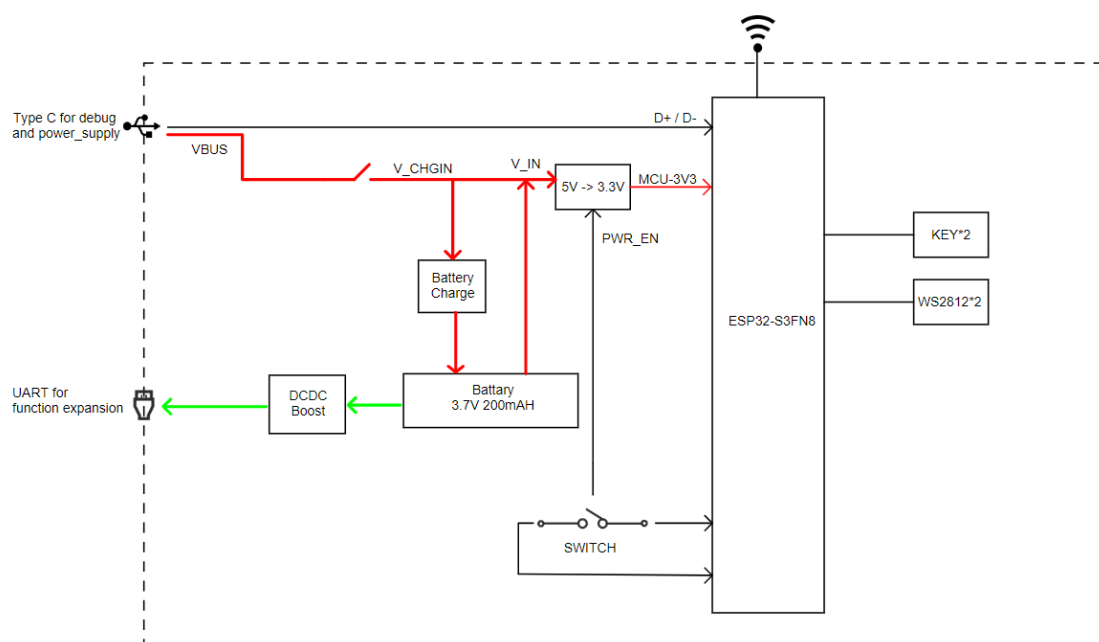 Type C for debug
and power_supply
VBUS
V_CHGIN
V_IN
D+ / D-
5V -> 3.3V
MCU-3V3
PWR_EN
KEY*2
Battery
Charge
WS2812*2
ESP32-S3FN8
UART for
function expansion
DCDC
Boost
Battary
3.7V 200mAH
SWITCH